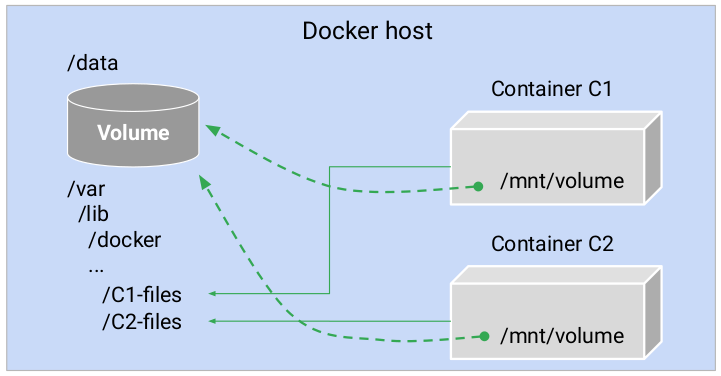 Docker host
/data
Volume
/var
/lib
/docker
...
/C1-files
/C2-files
Container C1
/mnt/volume
Container C2
/mnt/volume